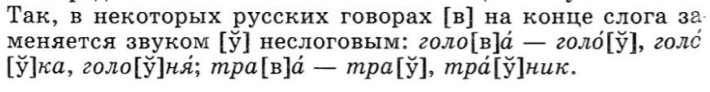 Так, в некоторых русских говорах [в] на конце слога за-
меняется звуком [ў] неслоговым: голо[в]а́ — голо́[ў], голо́
[ў]ка, голо[ў]ня́; тра[в]а́ — тра[ў], тра́[ў]ник.